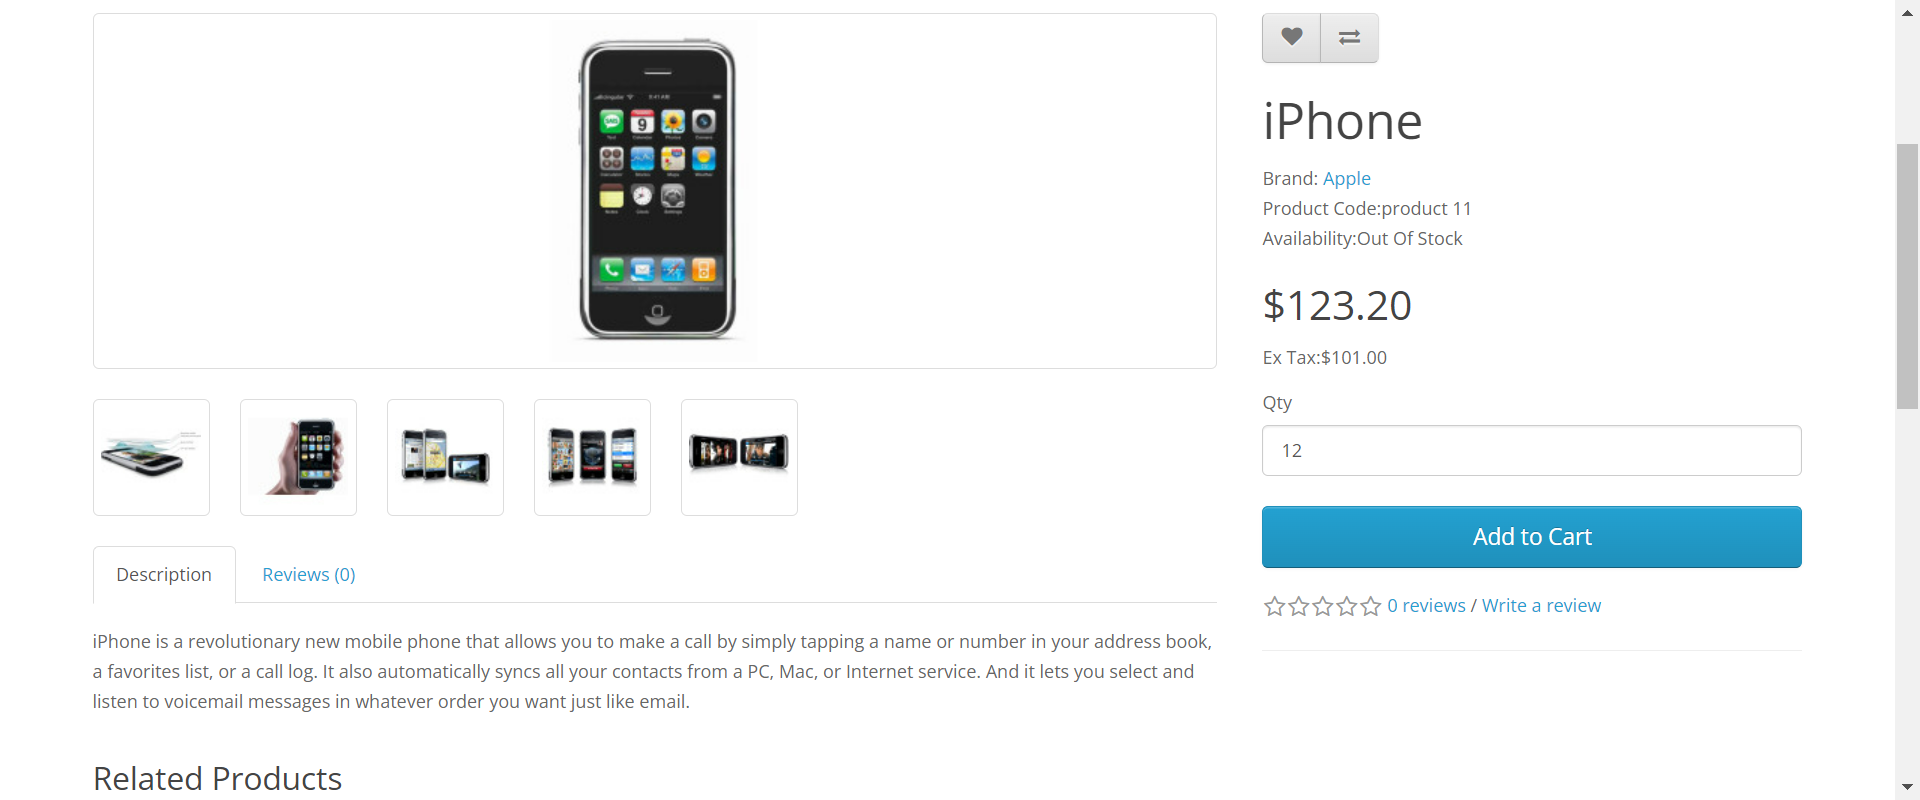 iPhone
Brand: Apple
Product Code:product 11
Availability:Out Of Stock
$123.20
Ex Tax:$101.00
Qty
12
Add to Cart
0 reviews / Write a review
Description
Reviews (0)
iPhone is a revolutionary new mobile phone that allows you to make a call by simply tapping a name or number in your address book,
a favorites list, or a call log. It also automatically syncs all your contacts from a PC, Mac, or Internet service. And it lets you select and
listen to voicemail messages in whatever order you want just like email.
Related Products